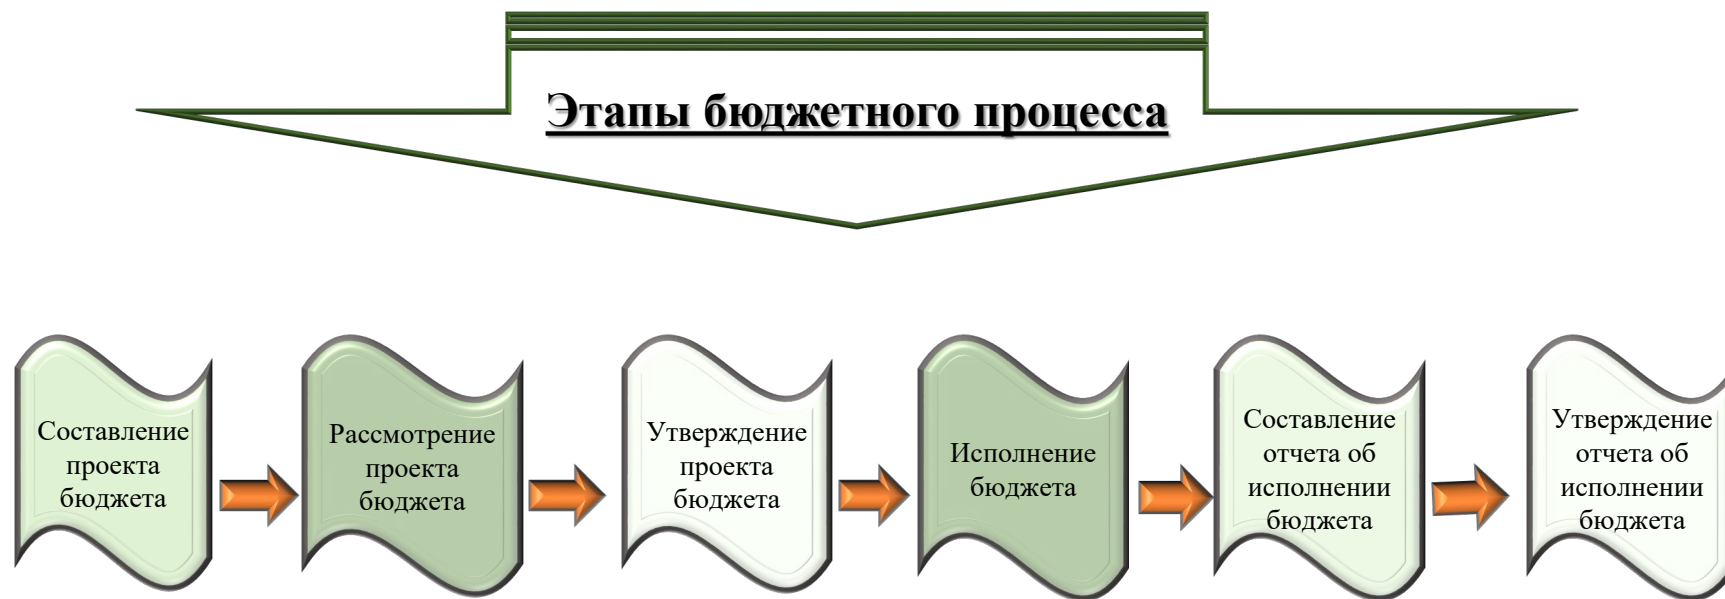 Этапы бюджетного процесса
Составление
проекта
бюджета
Рассмотрение
проекта
бюджета
Утверждение
проекта
бюджета
Исполнение
бюджета
Составление
отчета об
исполнении
бюджета
Утверждение
отчета об
исполнении
бюджета